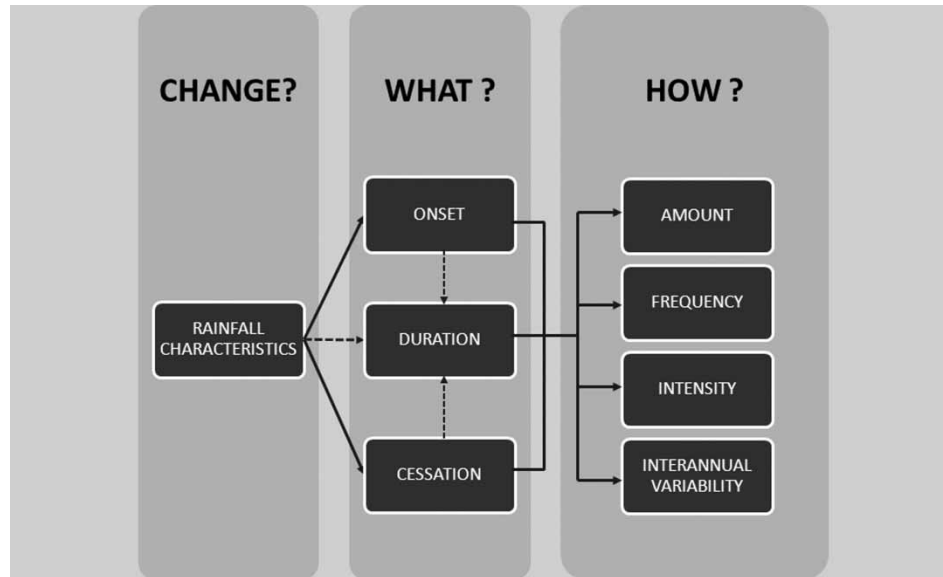 CHANGE?
WHAT ?
HOW ?
RAINFALL
CHARACTERISTICS
ONSET
DURATION
CESSATION
AMOUNT
FREQUENCY
INTENSITY
INTERANNUAL
VARIABILITY